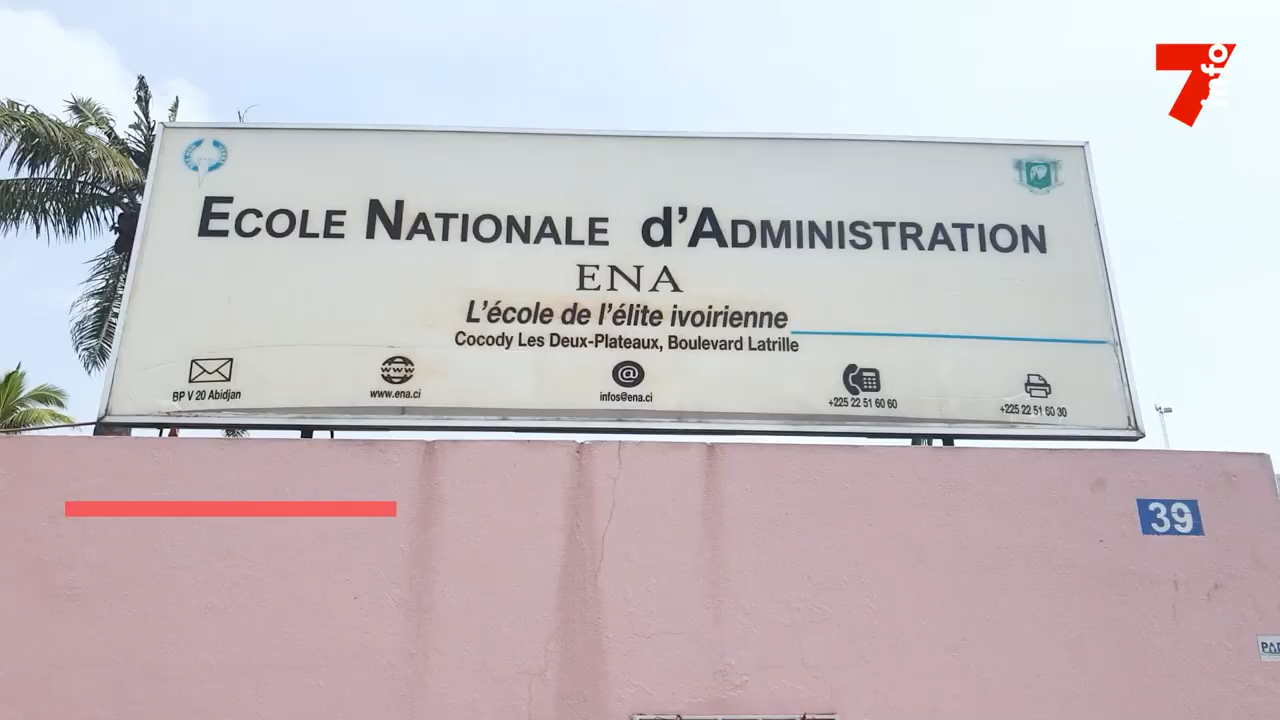 7info
ECOLE NATIONALE d'ADMINISTRATION
ENA
L'école de l'élite ivoirienne
Cocody Les Deux-Plateaux, Boulevard Latrille
BP V 20 Abidjan
www
www.ena.ci
@
infos@ena.ci
+225 22 51 60 60
+225 22 51 60 30
39